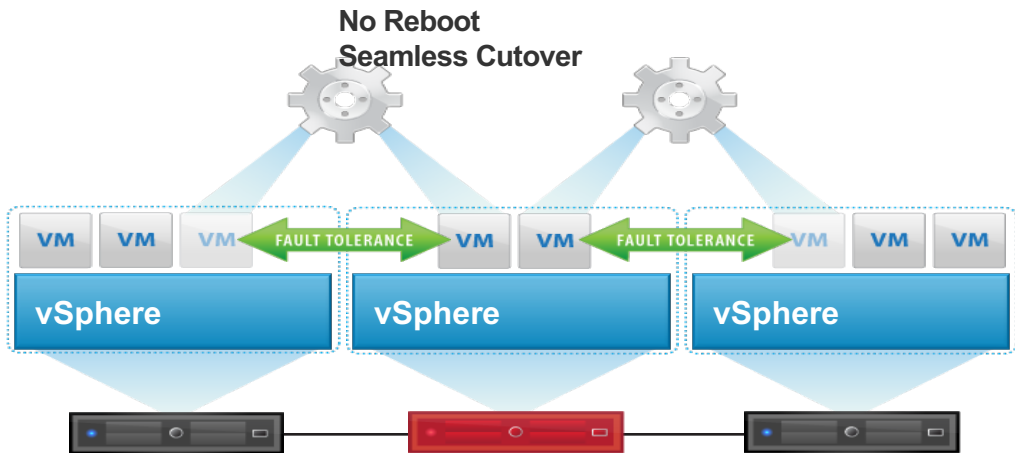 No Reboot
Seamless Cutover
VM VM VM FAULT TOLERANCE VM VM FAULT TOLERANCE VM VM VM
vSphere vSphere vSphere